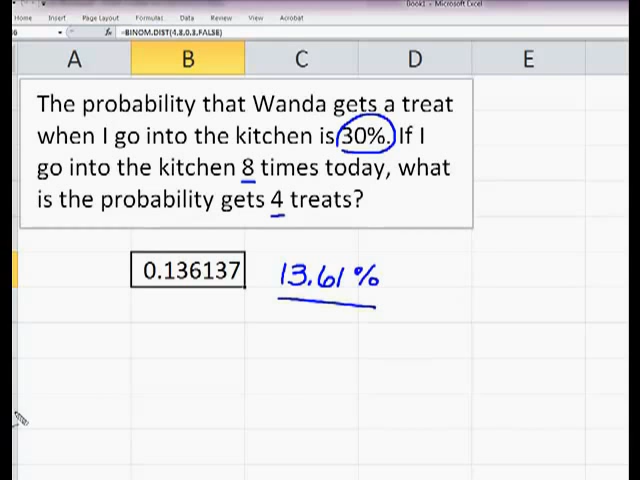 Book1 - Microsoft Excel
Home Insert Page Layout Formulas Data Review View Acrobat
fx =BINOM.DIST(4,8,0.3,FALSE)
A B C D E
The probability that Wanda gets a treat
when I go into the kitchen is 30%. If I
go into the kitchen 8 times today, what
is the probability gets 4 treats?
0.136137 13.61%